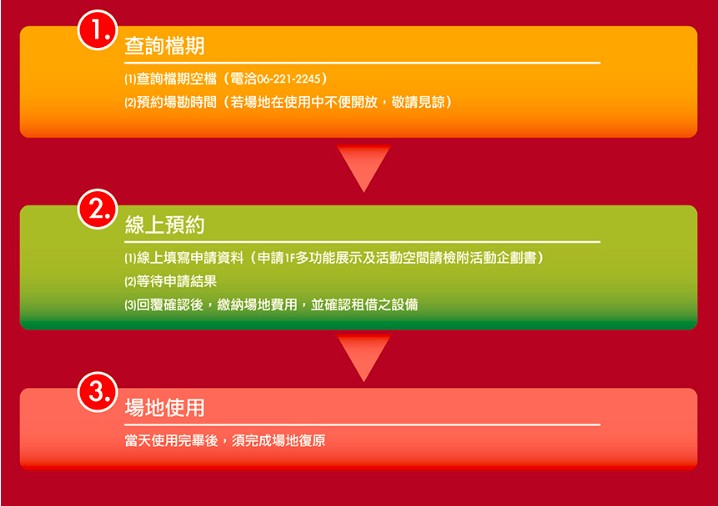 1.
查詢檔期
(1)查詢檔期空檔（電洽06-221-2245）
(2)預約場勘時間（若場地在使用中不便開放，敬請見諒）
2.
線上預約
(1)線上填寫申請資料（申請1F多功能展示及活動空間請檢附活動企劃書）
(2)等待申請結果
(3)回覆確認後，繳納場地費用，並確認租借之設備
3.
場地使用
當天使用完畢後，須完成場地復原